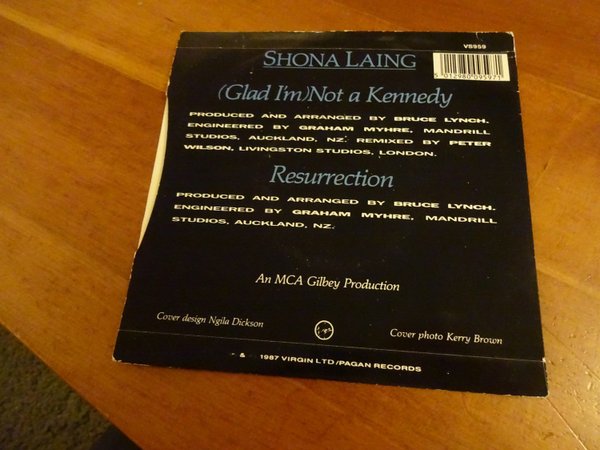 VS959
SHONA LAING
5 012980 095971
(Glad I'm)Not a Kennedy
PRODUCED AND ARRANGED BY BRUCE LYNCH.
ENGINEERED BY GRAHAM MYHRE, MANDRILL
STUDIOS, AUCKLAND, NZ. REMIXED BY PETER
WILSON, LIVINGSTON STUDIOS, LONDON.
Resurrection
PRODUCED AND ARRANGED BY BRUCE LYNCH.
ENGINEERED BY GRAHAM MYHRE, MANDRILL
STUDIOS, AUCKLAND, NZ.
An MCA Gilbey Production
Cover design Ngila Dickson
Cover photo Kerry Brown
& 1987 VIRGIN LTD/PAGAN RECORDS